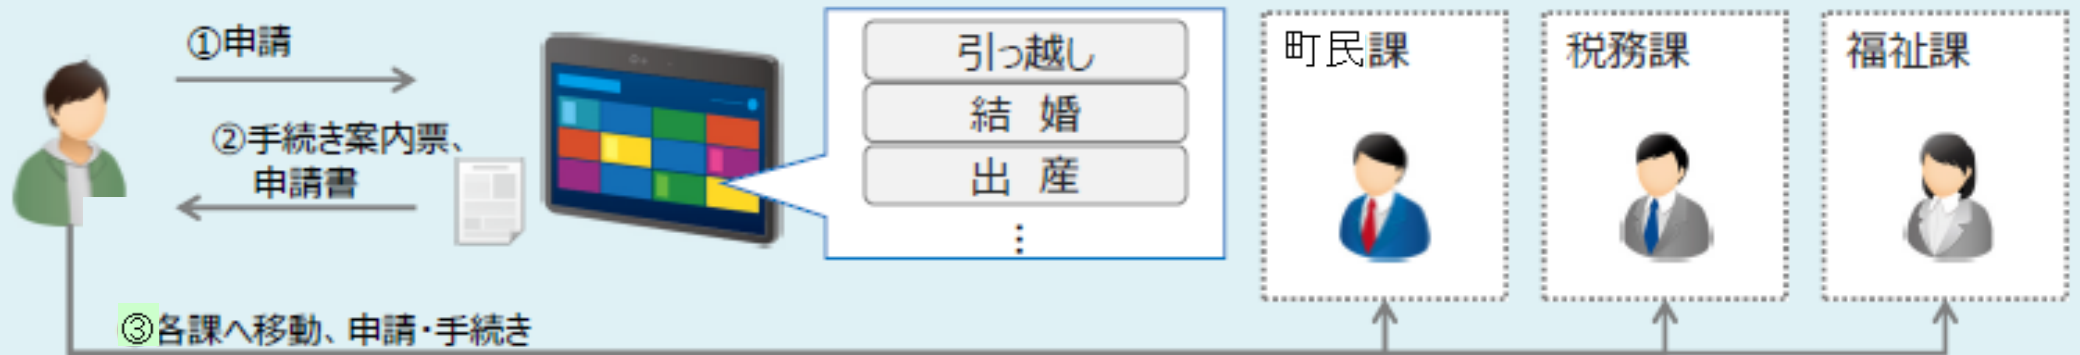 ①申請
②手続き案内票、
申請書
引っ越し
結 婚
出 産
⋮
町民課
税務課
福祉課
③各課へ移動、申請・手続き